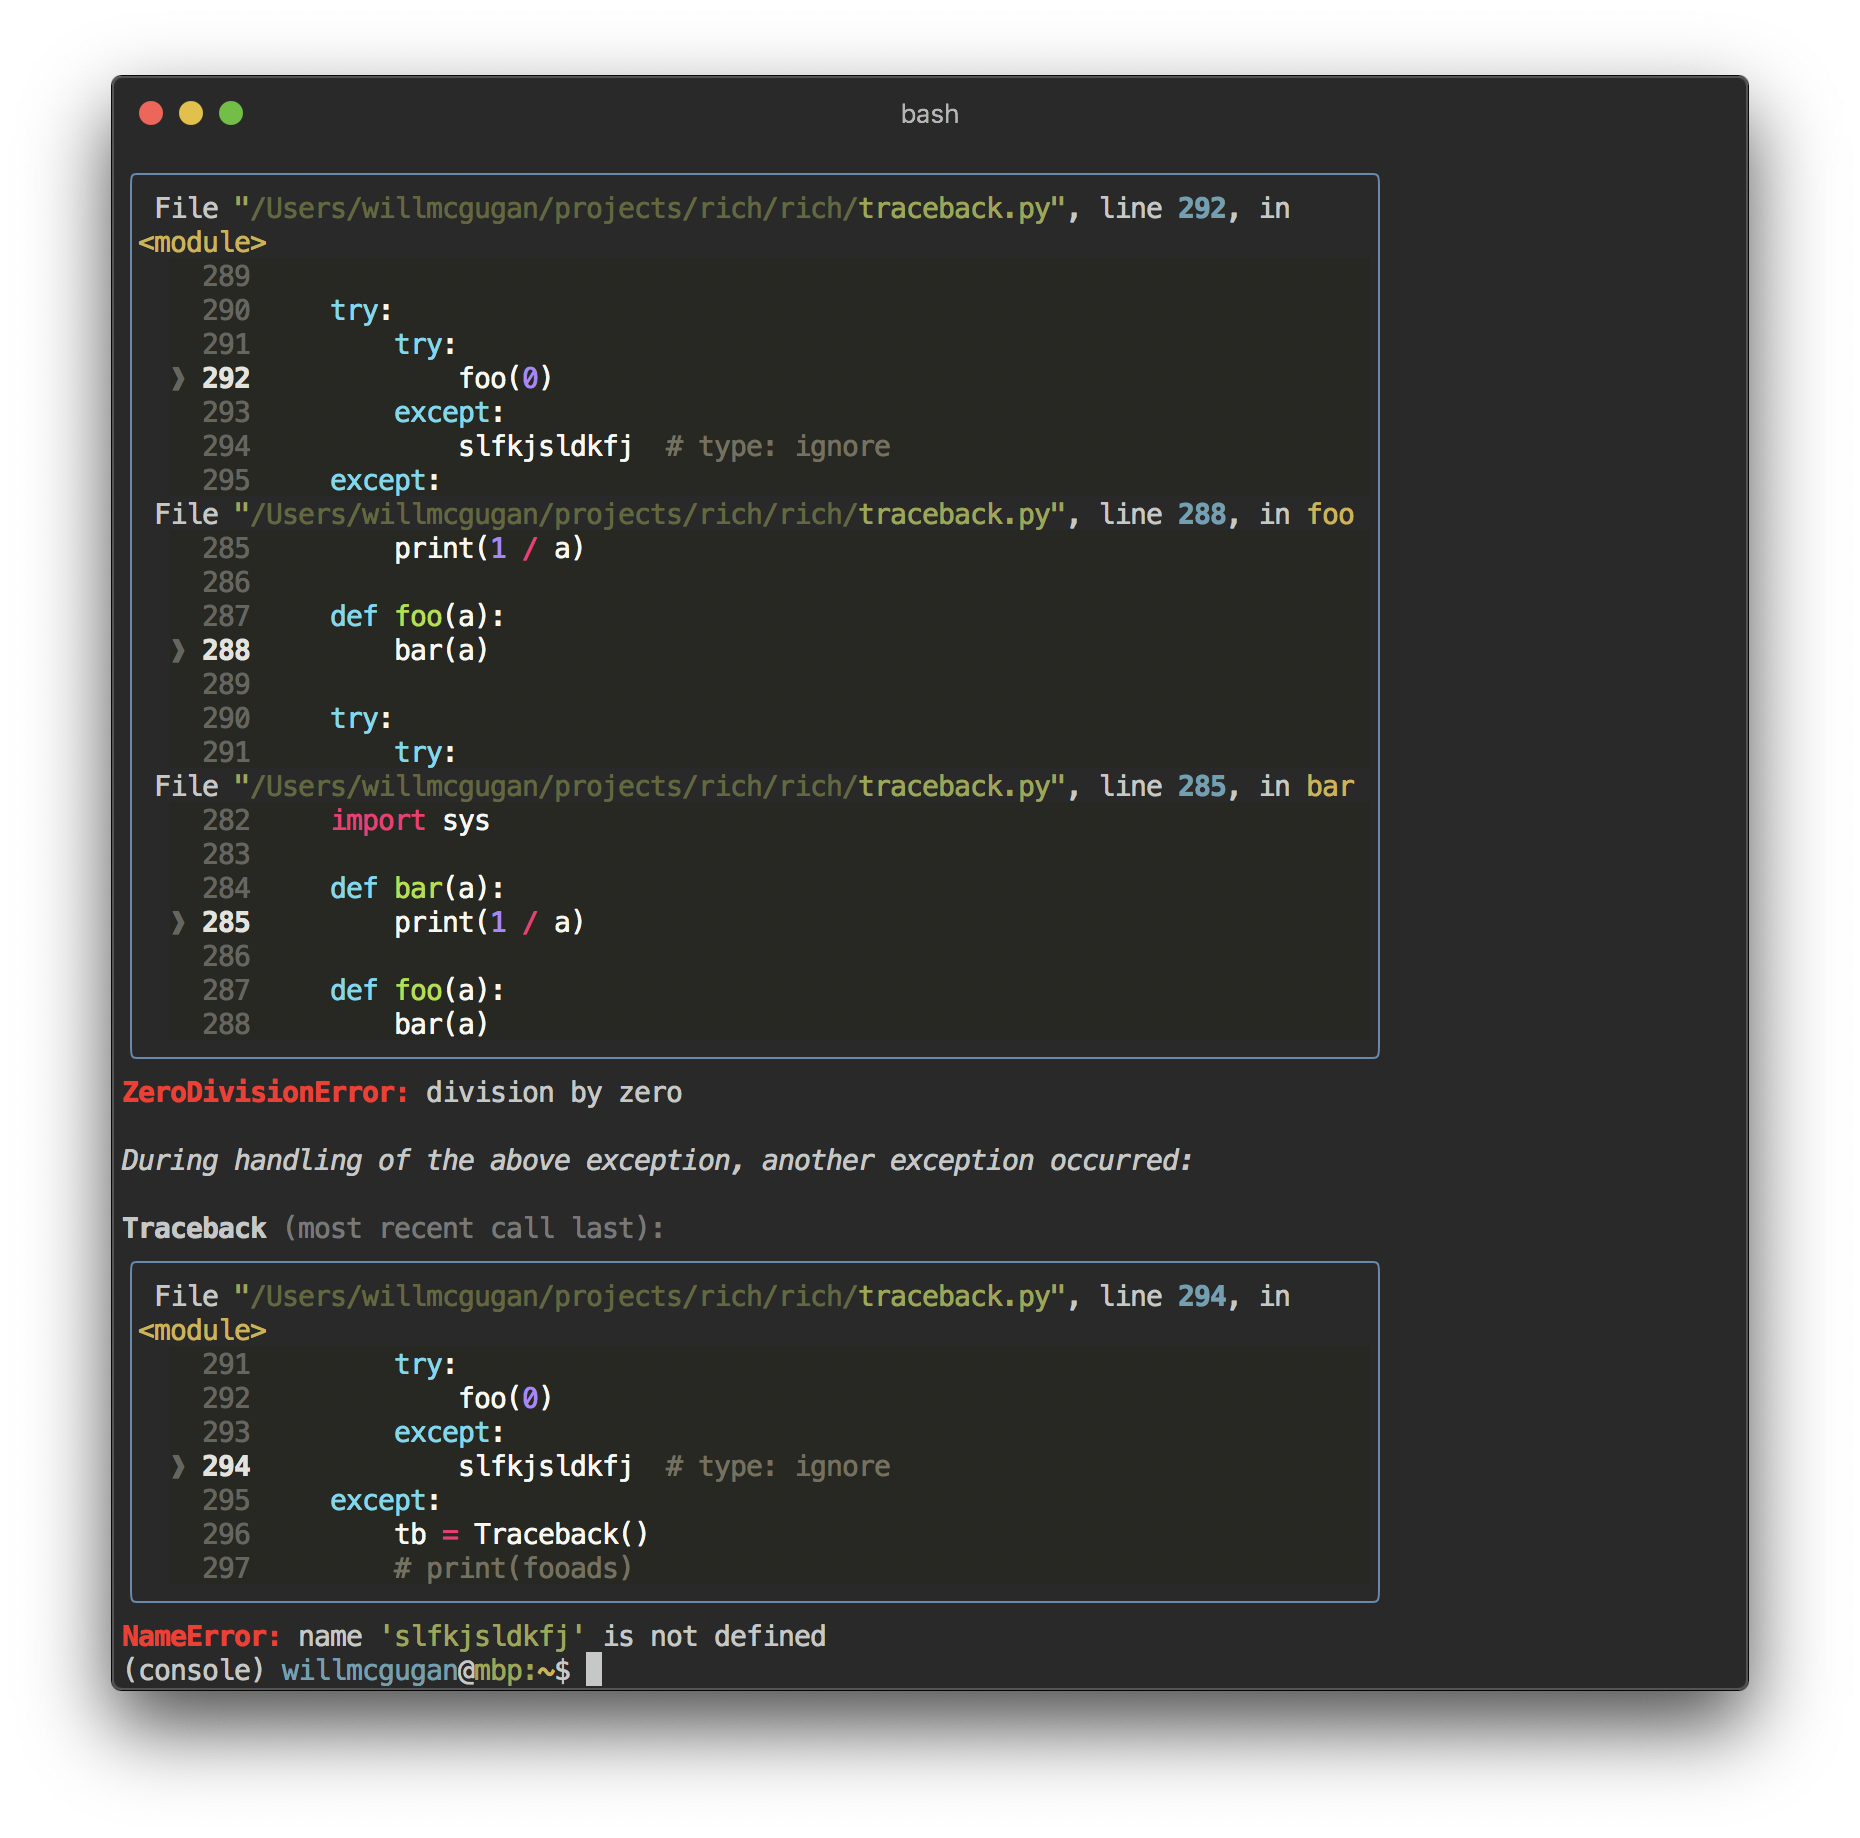 bash
File "/Users/willmcgugan/projects/rich/rich/traceback.py", line 292, in
<module>
289
290     try:
291         try:
❱ 292             foo(0)
293         except:
294             slfkjsldkfj  # type: ignore
295     except:
File "/Users/willmcgugan/projects/rich/rich/traceback.py", line 288, in foo
285         print(1 / a)
286
287     def foo(a):
❱ 288         bar(a)
289
290     try:
291         try:
File "/Users/willmcgugan/projects/rich/rich/traceback.py", line 285, in bar
282     import sys
283
284     def bar(a):
❱ 285         print(1 / a)
286
287     def foo(a):
288         bar(a)
ZeroDivisionError: division by zero
During handling of the above exception, another exception occurred:
Traceback (most recent call last):
File "/Users/willmcgugan/projects/rich/rich/traceback.py", line 294, in
<module>
291         try:
292             foo(0)
293         except:
❱ 294             slfkjsldkfj  # type: ignore
295     except:
296         tb = Traceback()
297         # print(fooads)
NameError: name 'slfkjsldkfj' is not defined
(console) willmcgugan@mbp:~$